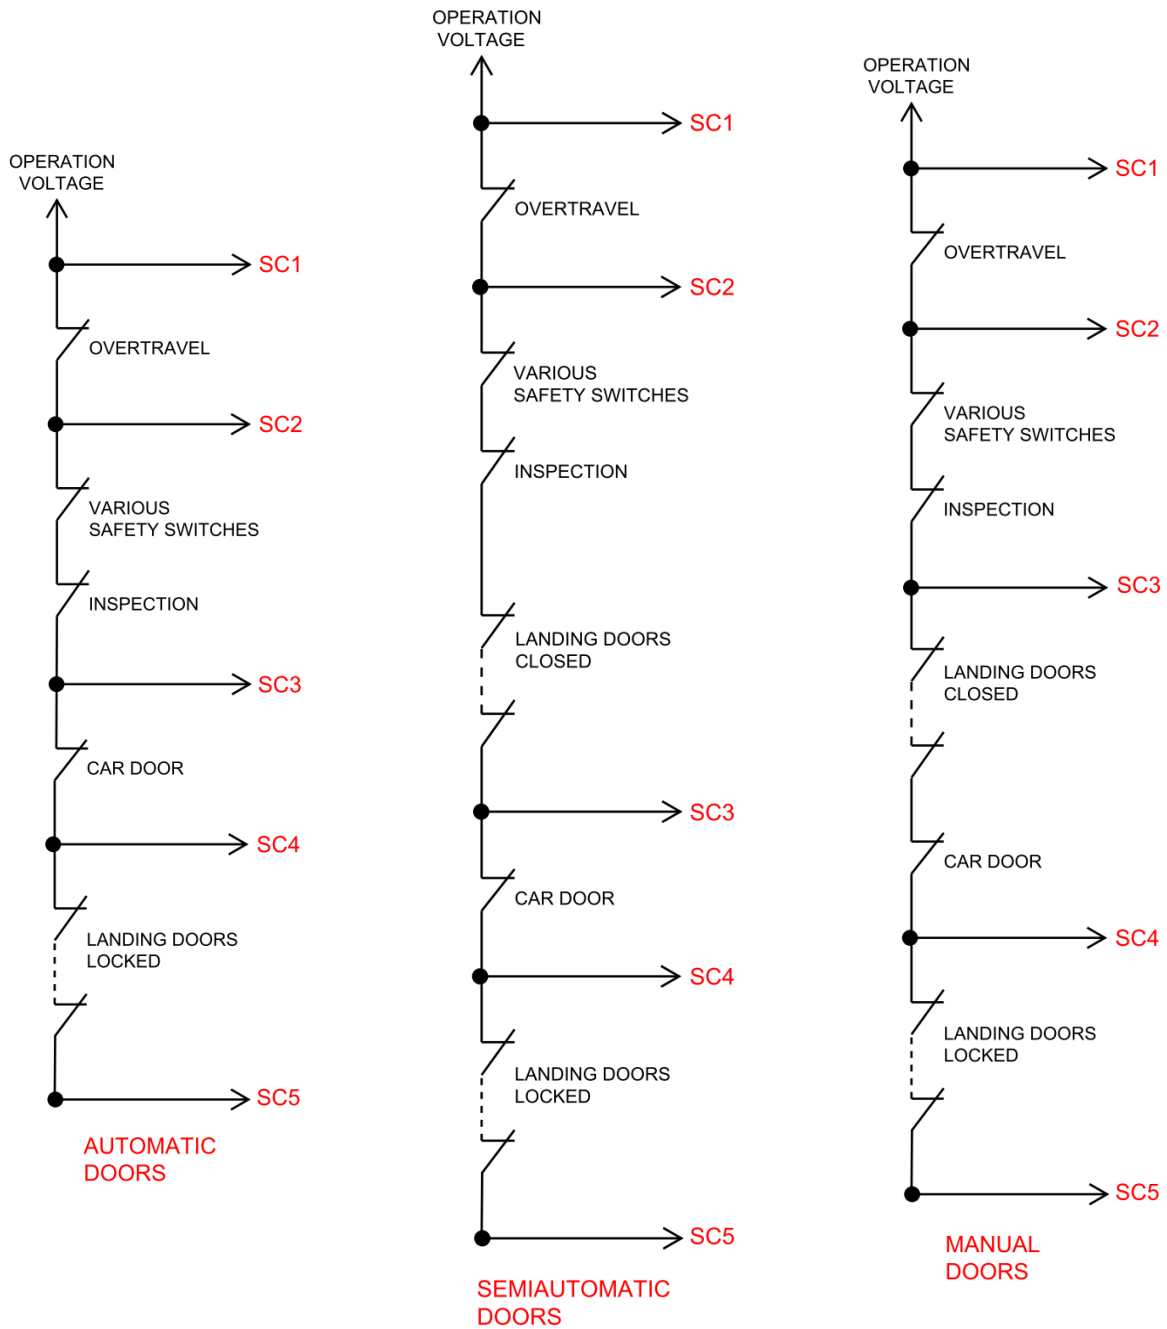 OPERATION
VOLTAGE
SC1
OVERTRAVEL
SC2
VARIOUS
SAFETY SWITCHES
INSPECTION
SC3
CAR DOOR
SC4
LANDING DOORS
LOCKED
SC5
AUTOMATIC
DOORS
OPERATION
VOLTAGE
SC1
OVERTRAVEL
SC2
VARIOUS
SAFETY SWITCHES
INSPECTION
LANDING DOORS
CLOSED
SC3
CAR DOOR
SC4
LANDING DOORS
LOCKED
SC5
SEMIAUTOMATIC
DOORS
OPERATION
VOLTAGE
SC1
OVERTRAVEL
SC2
VARIOUS
SAFETY SWITCHES
INSPECTION
SC3
LANDING DOORS
CLOSED
CAR DOOR
SC4
LANDING DOORS
LOCKED
SC5
MANUAL
DOORS